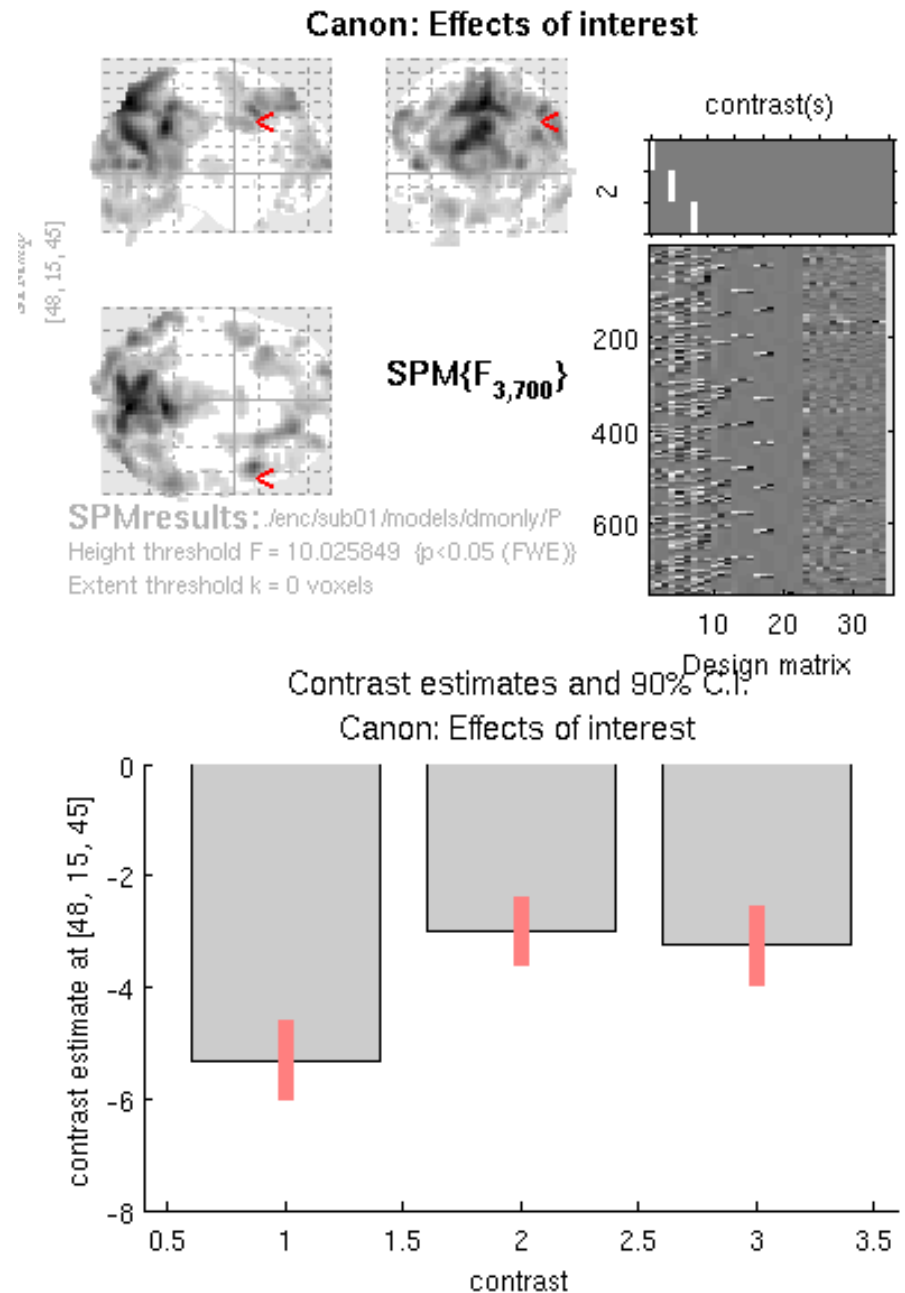 Canon: Effects of interest
[48, 15, 45]
contrast(s)
2
SPM{F3,700}
200
400
600
10 20 30
Design matrix
SPMresults: ./enc/sub01/models/dmonly/P
Height threshold F = 10.025849 {p<0.05 (FWE)}
Extent threshold k = 0 voxels
Contrast estimates and 90% C.I.
Canon: Effects of interest
contrast estimate at [48, 15, 45]
0
-2
-4
-6
-8
0.5 1 1.5 2 2.5 3 3.5
contrast